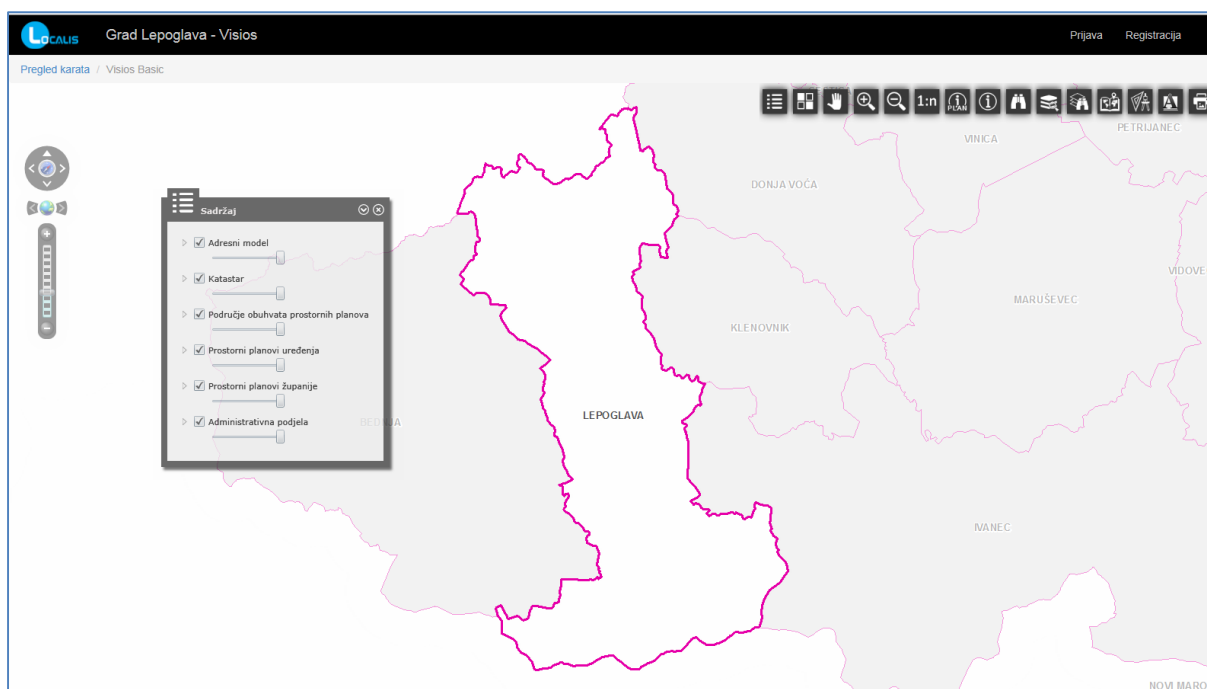 LOCALIS
Grad Lepoglava - Visios
Prijava
Registracija
Pregled karata / Visios Basic
1:n
PLAN
PETRIJANEC
VINICA
DONJA VOČA
Sadržaj
Adresni model
Katastar
Područje obuhvata prostornih planova
Prostorni planovi uređenja
Prostorni planovi županije
Administrativna podjela
VIDOVE
MARUŠEVEC
KLENOVNIK
LEPOGLAVA
BEDNJA
IVANEC
NOVI MARO